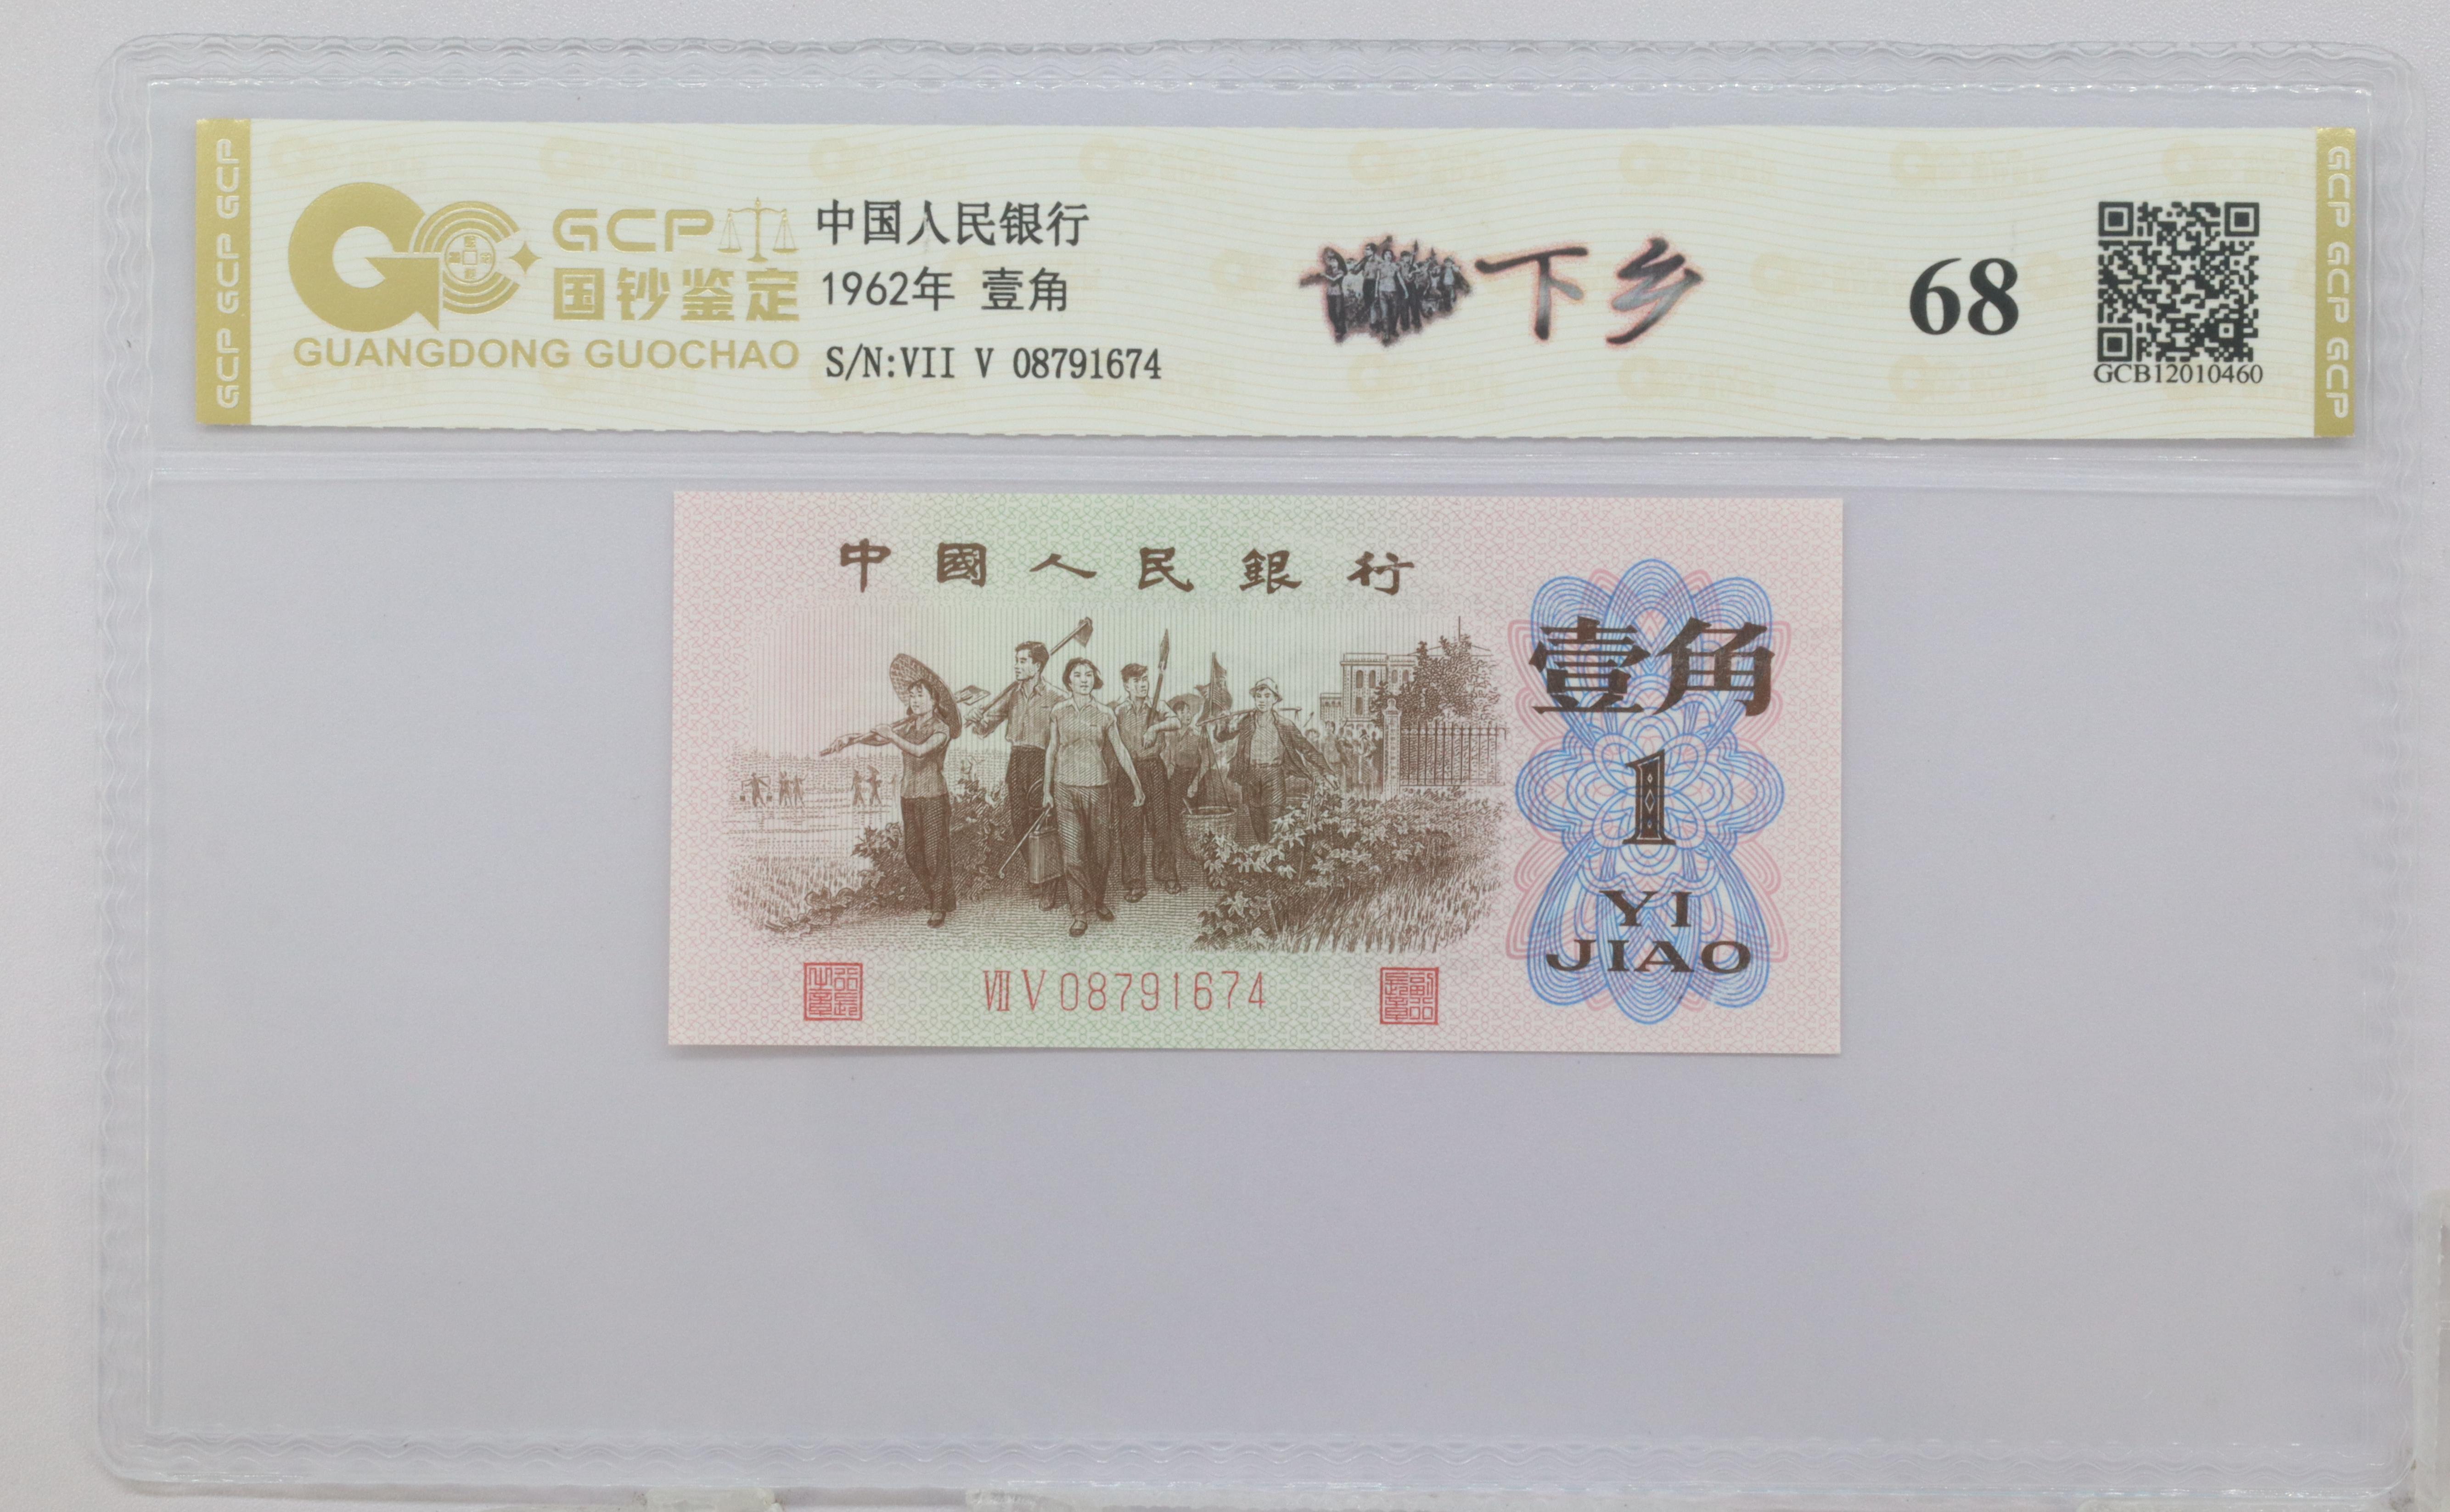 GCP GCP GCP
GCP
国钞鉴定
GUANGDONG GUOCHAO
中国人民银行
1962年 壹角
S/N:VII V 08791674
下乡
68
GCB12010460
GCP GCP GCP
中國人民銀行
壹角
1
YI
JIAO
VII V 08791674